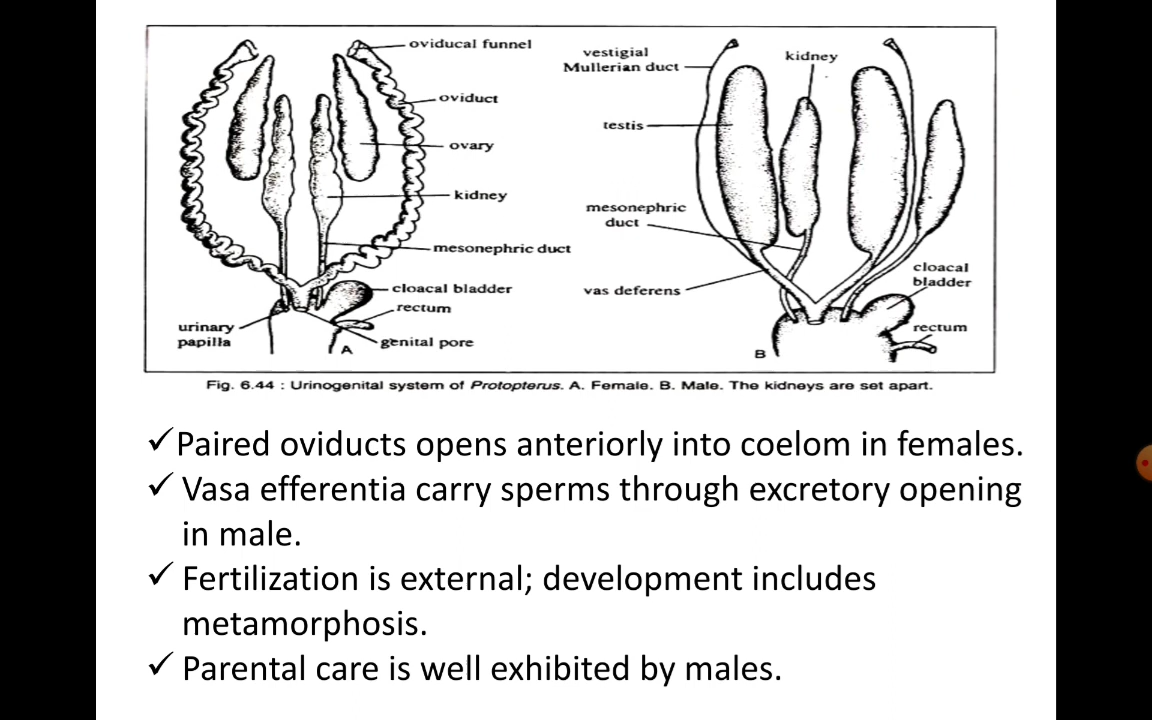 oviducal funnel
oviduct
ovary
kidney
mesonephric duct
cloacal bladder
rectum
urinary
papilla
genital pore
A
vestigial
Mullerian duct
kidney
testis
mesonephric
duct
vas deferens
cloacal
bladder
rectum
B
Fig. 6.44 : Urinogenital system of Protopterus. A. Female. B. Male. The kidneys are set apart.
✓Paired oviducts opens anteriorly into coelom in females.
✓ Vasa efferentia carry sperms through excretory opening
in male.
✓ Fertilization is external; development includes
metamorphosis.
✓ Parental care is well exhibited by males.